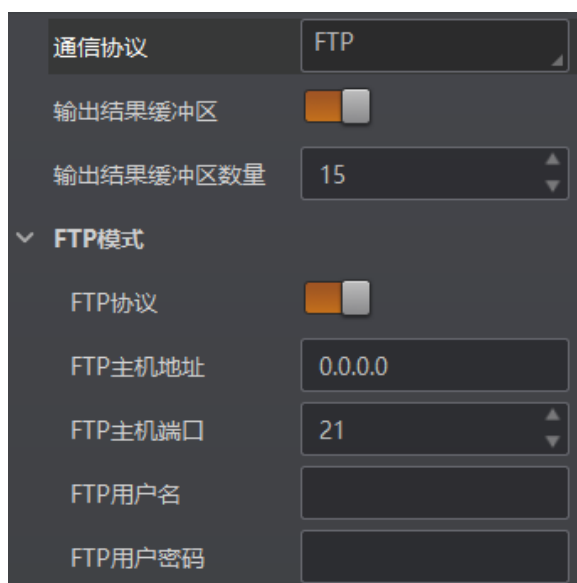 通信协议 FTP
输出结果缓冲区
输出结果缓冲区数量 15
FTP模式
FTP协议
FTP主机地址 0.0.0.0
FTP主机端口 21
FTP用户名
FTP用户密码